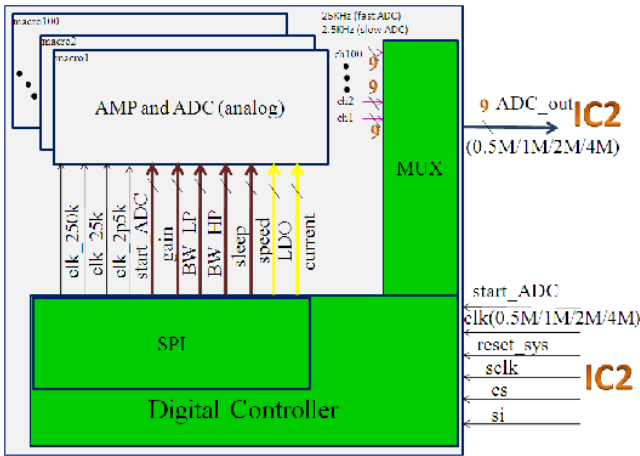 macro100
macro2
macro1
25KHz (fast ADC)
2.5KHz (slow ADC)
AMP and ADC (analog)
ch100
9
9
ch2
ch1
9
MUX
9 ADC_out IC2
(0.5M/1M/2M/4M)
clk_250k
clk_25k
clk_2p5k
start_ADC
gain
BW_LP
BW_HP
sleep
speed
LDO
current
SPI
Digital Controller
start_ADC
clk(0.5M/1M/2M/4M)
reset_sys
sclk
cs
si
IC2